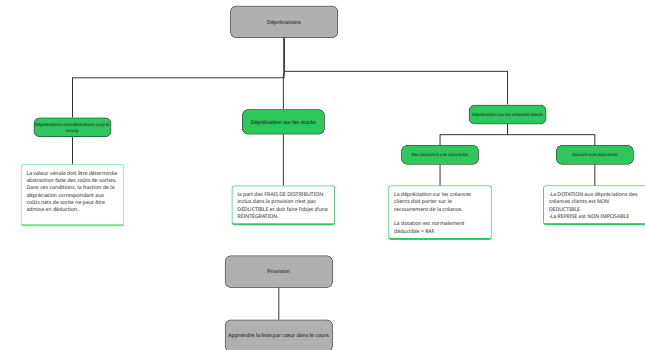 Dépréciations
Dépréciations immobilisations corp et
incorp
Dépréciation sur les stocks
Dépréciation sur les créances clients
Pas souscrit à une assurance
Souscrit une assurance
La valeur vénale doit être déterminée
abstraction faite des coûts de sorties.
Dans ces conditions, la fraction de la
dépréciation correspondant aux
coûts nets de sortie ne peut être
admise en déduction.
la part des FRAIS DE DISTRIBUTION
inclus dans la provision n'est pas
DÉDUCTIBLE et doit faire l'objet d'une
RÉINTÉGRATION.
La dépréciation sur les créances
clients doit porter sur le
recouvrement de la créance.
La dotation est normalement
déductible = RAF.
-La DOTATION aux dépréciations des
créances clients est NON
DEDUCTIBLE
-La REPRISE est NON IMPOSABLE
Provision
Apprendre la liste par cœur dans le cours